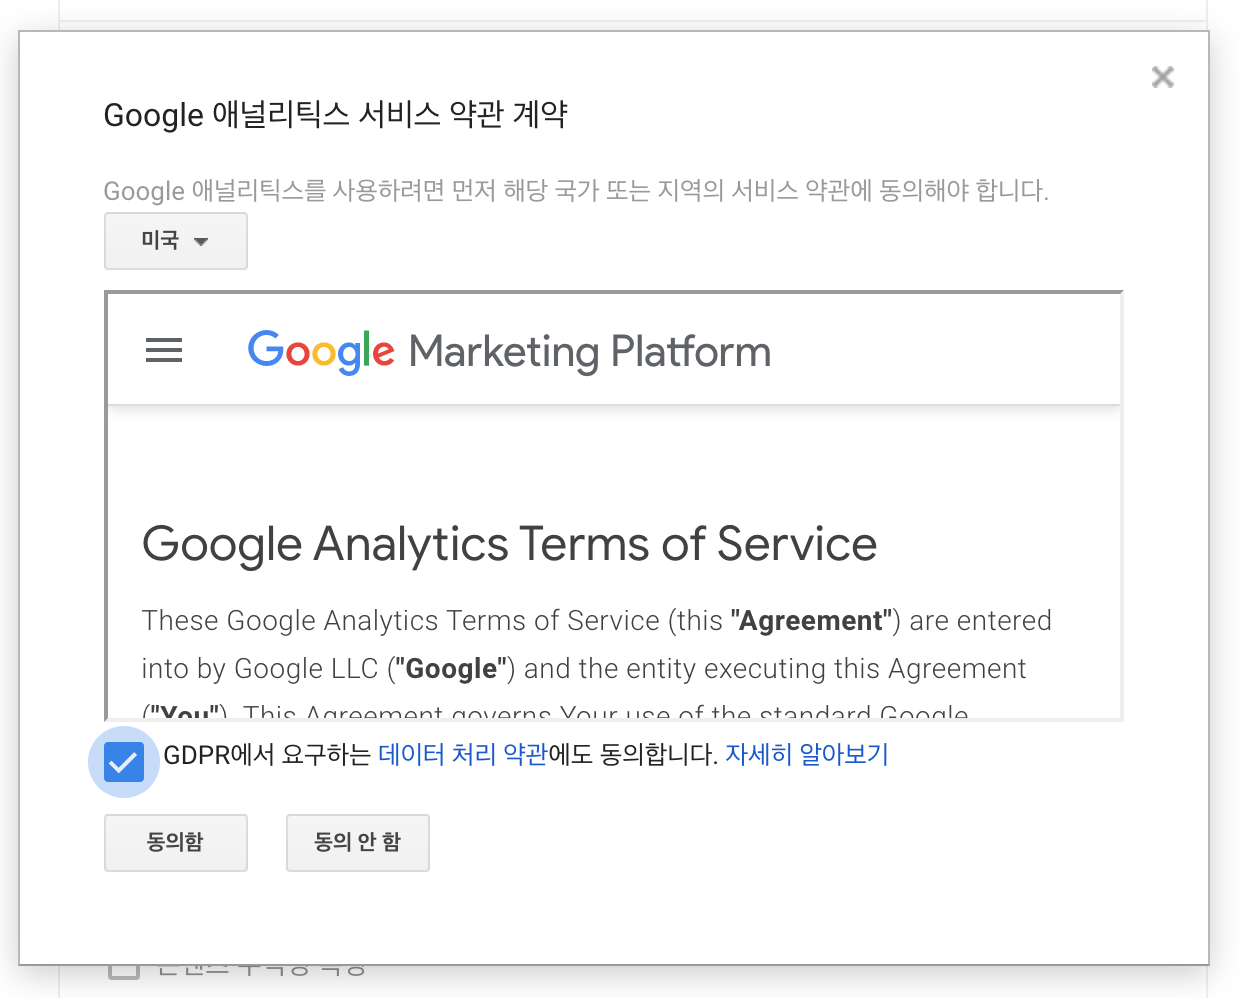 Google 애널리틱스 서비스 약관 계약
Google 애널리틱스를 사용하려면 먼저 해당 국가 또는 지역의 서비스 약관에 동의해야 합니다.
미국
Google Marketing Platform
Google Analytics Terms of Service
These Google Analytics Terms of Service (this "Agreement") are entered
into by Google LLC ("Google") and the entity executing this Agreement
("You"). This Agreement governs Your use of the standard Google
GDPR에서 요구하는 데이터 처리 약관에도 동의합니다. 자세히 알아보기
동의함
동의 안 함